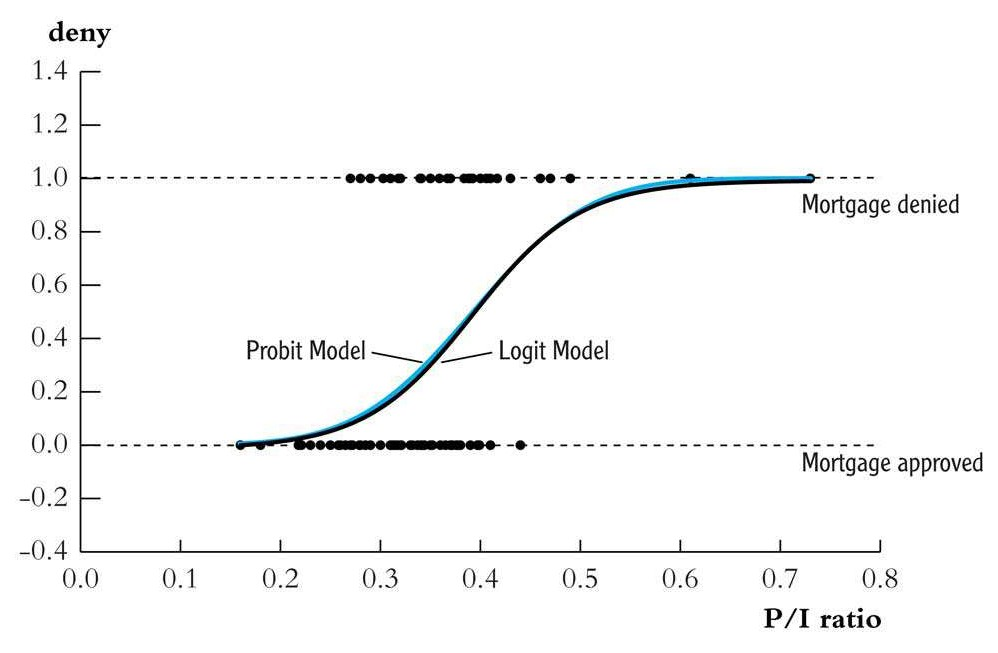 deny
1.4
1.2
1.0
0.8
0.6
0.4
0.2
0.0
-0.2
-0.4
Mortgage denied
Probit Model
Logit Model
Mortgage approved
0.0 0.1 0.2 0.3 0.4 0.5 0.6 0.7 0.8
P/I ratio